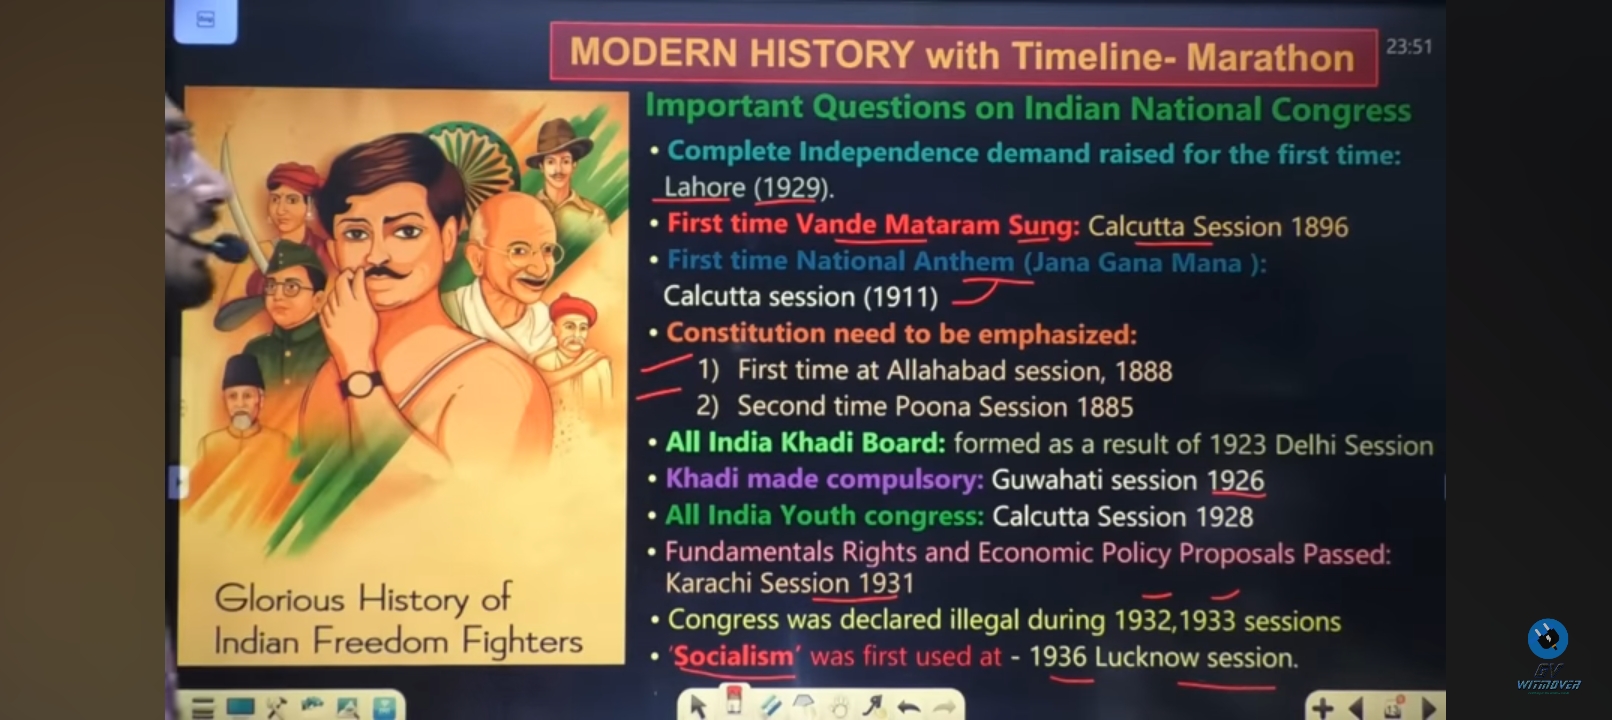 MODERN HISTORY with Timeline- Marathon
23:51
Important Questions on Indian National Congress
• Complete Independence demand raised for the first time:
Lahore (1929).
• First time Vande Mataram Sung: Calcutta Session 1896
• First time National Anthem (Jana Gana Mana ):
Calcutta session (1911)
• Constitution need to be emphasized:
1) First time at Allahabad session, 1888
2) Second time Poona Session 1885
• All India Khadi Board: formed as a result of 1923 Delhi Session
• Khadi made compulsory: Guwahati session 1926
• All India Youth congress: Calcutta Session 1928
• Fundamentals Rights and Economic Policy Proposals Passed:
Karachi Session 1931
• Congress was declared illegal during 1932,1933 sessions
• 'Socialism' was first used at - 1936 Lucknow session.
Glorious History of
Indian Freedom Fighters
GK
WITTMOVER